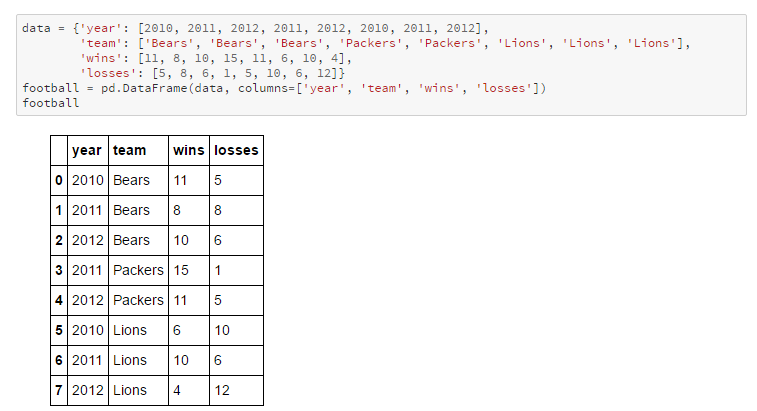 data = {'year': [2010, 2011, 2012, 2011, 2012, 2010, 2011, 2012],
        'team': ['Bears', 'Bears', 'Bears', 'Packers', 'Packers', 'Lions', 'Lions', 'Lions'],
        'wins': [11, 8, 10, 15, 11, 6, 10, 4],
        'losses': [5, 8, 6, 1, 5, 10, 6, 12]}
football = pd.DataFrame(data, columns=['year', 'team', 'wins', 'losses'])
football
year team wins losses
0 2010 Bears 11 5
1 2011 Bears 8 8
2 2012 Bears 10 6
3 2011 Packers 15 1
4 2012 Packers 11 5
5 2010 Lions 6 10
6 2011 Lions 10 6
7 2012 Lions 4 12